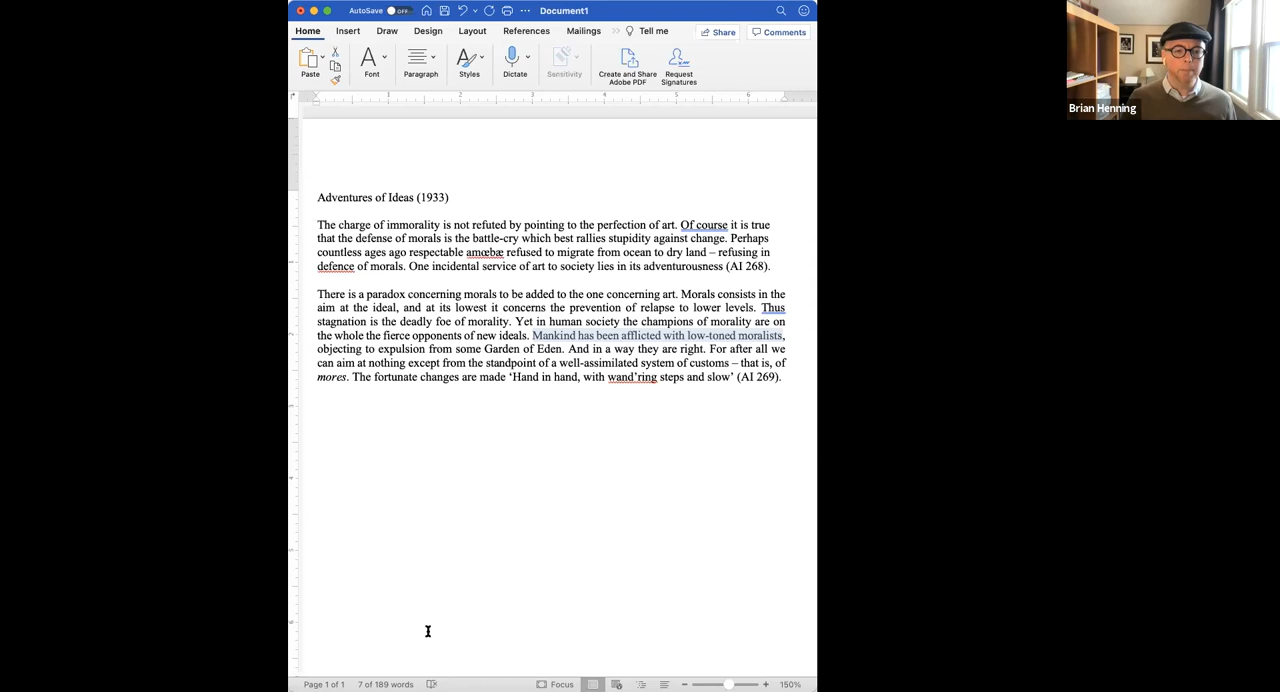 AutoSave OFF Document1
Home Insert Draw Design Layout References Mailings >> Tell me Share Comments
Paste Font Paragraph Styles Dictate Sensitivity Create and Share Adobe PDF Request Signatures
1 2 3 4 5 6
Brian Henning
Adventures of Ideas (1933)
The charge of immorality is not refuted by pointing to the perfection of art. Of course it is true
that the defense of morals is the battle-cry which best rallies stupidity against change. Perhaps
countless ages ago respectable amœbæ refused to migrate from ocean to dry land – refusing in
defence of morals. One incidental service of art to society lies in its adventurousness (AI 268).
There is a paradox concerning morals to be added to the one concerning art. Morals consists in the
aim at the ideal, and at its lowest it concerns the prevention of relapse to lower levels. Thus
stagnation is the deadly foe of morality. Yet in human society the champions of morality are on
the whole the fierce opponents of new ideals. Mankind has been afflicted with low-toned moralists,
objecting to expulsion from some Garden of Eden. And in a way they are right. For after all we
can aim at nothing except from the standpoint of a well-assimilated system of customs – that is, of
mores. The fortunate changes are made ‘Hand in hand, with wand’ring steps and slow’ (AI 269).
Page 1 of 1 7 of 189 words Focus 150%